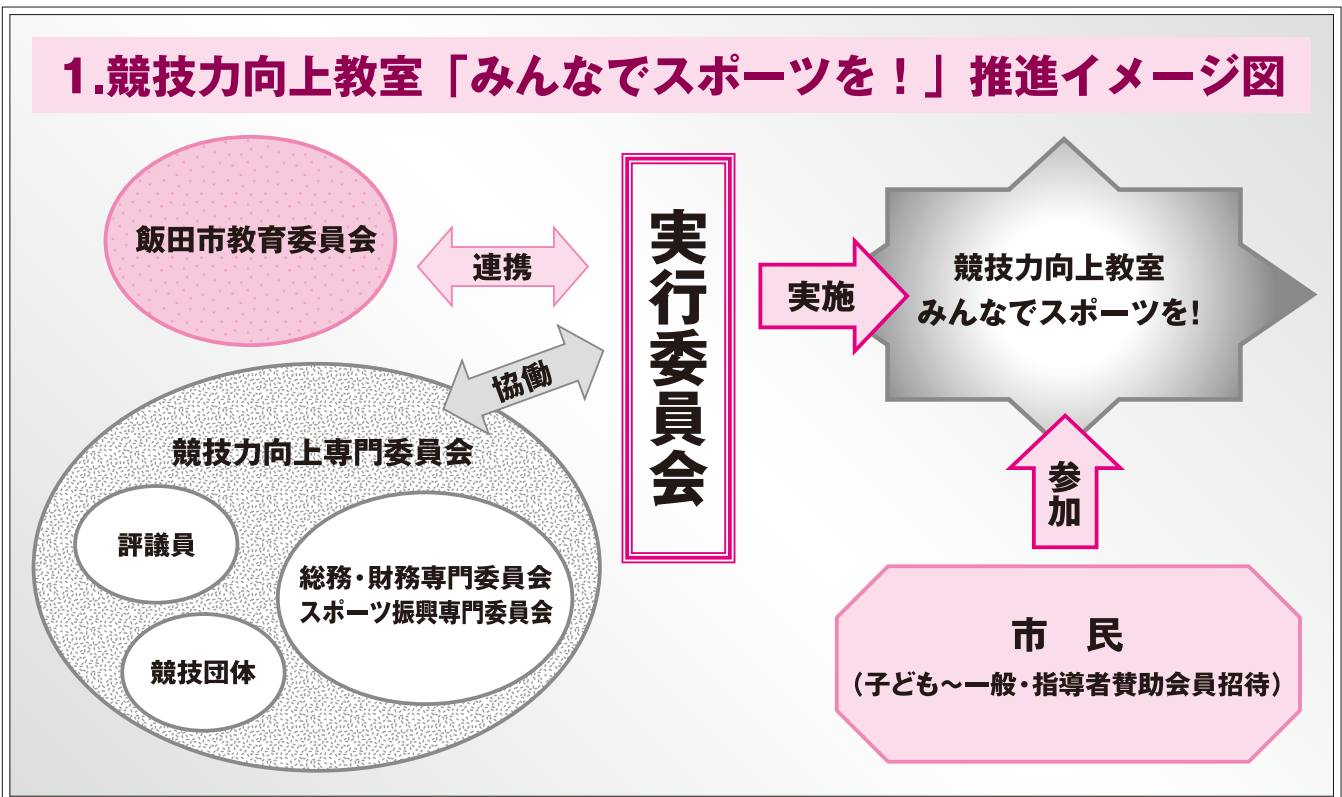 1.競技力向上教室「みんなでスポーツを！」推進イメージ図
飯田市教育委員会
連携
協働
競技力向上専門委員会
評議員
総務・財務専門委員会
スポーツ振興専門委員会
競技団体
実行委員会
実施
競技力向上教室
みんなでスポーツを!
参加
市　民
（子ども～一般・指導者賛助会員招待）